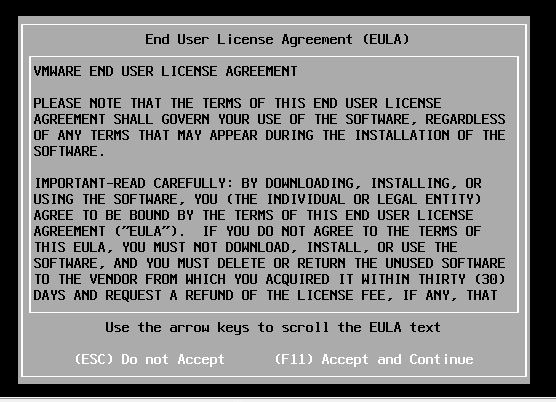 End User License Agreement (EULA)
VMWARE END USER LICENSE AGREEMENT
PLEASE NOTE THAT THE TERMS OF THIS END USER LICENSE
AGREEMENT SHALL GOVERN YOUR USE OF THE SOFTWARE, REGARDLESS
OF ANY TERMS THAT MAY APPEAR DURING THE INSTALLATION OF THE
SOFTWARE.
IMPORTANT-READ CAREFULLY: BY DOWNLOADING, INSTALLING, OR
USING THE SOFTWARE, YOU (THE INDIVIDUAL OR LEGAL ENTITY)
AGREE TO BE BOUND BY THE TERMS OF THIS END USER LICENSE
AGREEMENT ("EULA").  IF YOU DO NOT AGREE TO THE TERMS OF
THIS EULA, YOU MUST NOT DOWNLOAD, INSTALL, OR USE THE
SOFTWARE, AND YOU MUST DELETE OR RETURN THE UNUSED SOFTWARE
TO THE VENDOR FROM WHICH YOU ACQUIRED IT WITHIN THIRTY (30)
DAYS AND REQUEST A REFUND OF THE LICENSE FEE, IF ANY, THAT
Use the arrow keys to scroll the EULA text
(ESC) Do not Accept (F11) Accept and Continue